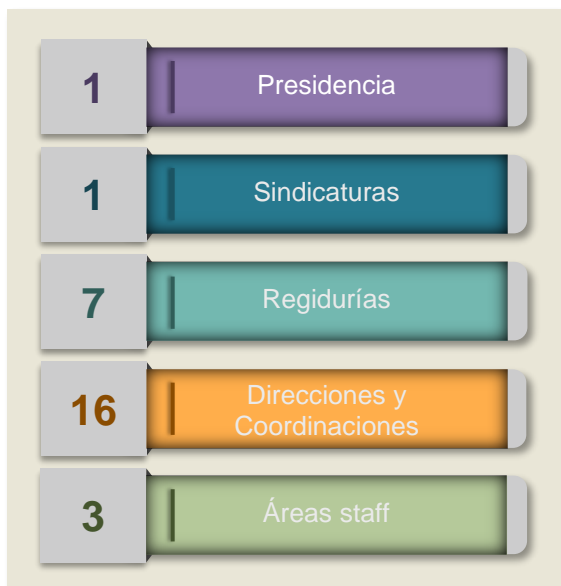 1
Presidencia
1
Sindicaturas
7
Regidurías
16
Direcciones y
Coordinaciones
3
Áreas staff